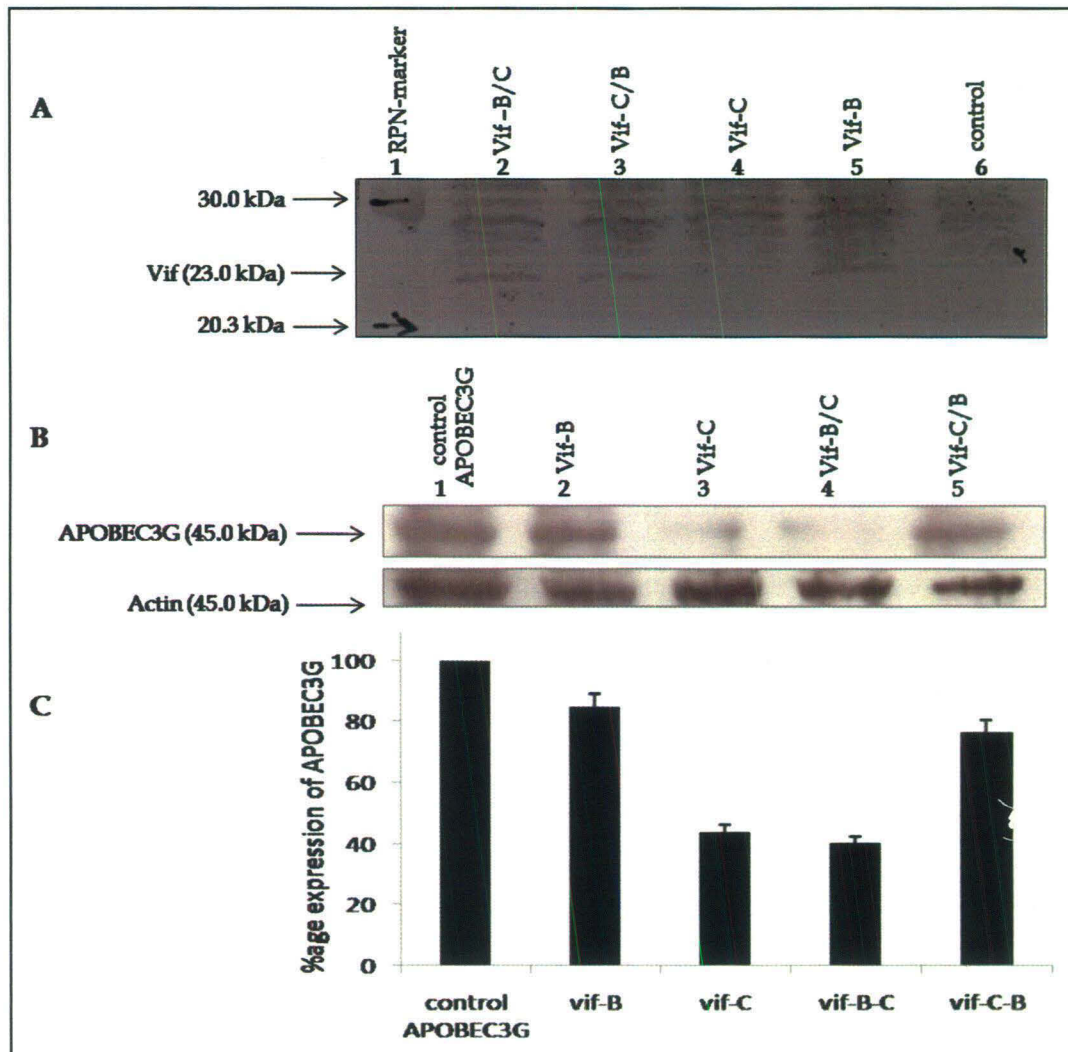 A
RPN-marker
Vif -B/C
Vif- C/B
Vif-C
Vif-B
control
1 2 3 4 5 6
30.0 kDa
Vif (23.0 kDa)
20.3 kDa
B
control APOBEC3G
Vif-B
Vif-C
Vif-B/C
Vif-C/B
1 2 3 4 5
APOBEC3G (45.0 kDa)
Actin (45.0 kDa)
C
%age expression of APOBEC3G
100
80
60
40
20
0
control APOBEC3G
vif-B
vif-C
vif-B-C
vif-C-B